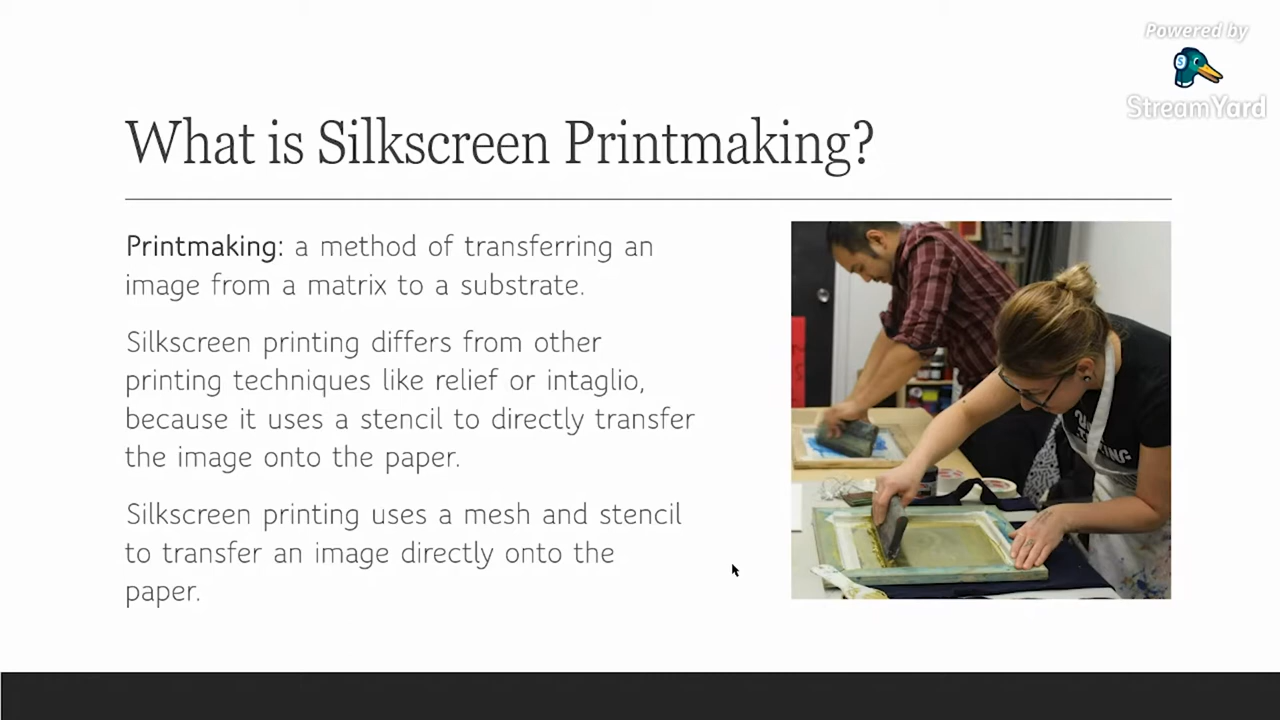 Powered by
StreamYard
What is Silkscreen Printmaking?
Printmaking: a method of transferring an
image from a matrix to a substrate.
Silkscreen printing differs from other
printing techniques like relief or intaglio,
because it uses a stencil to directly transfer
the image onto the paper.
Silkscreen printing uses a mesh and stencil
to transfer an image directly onto the
paper.